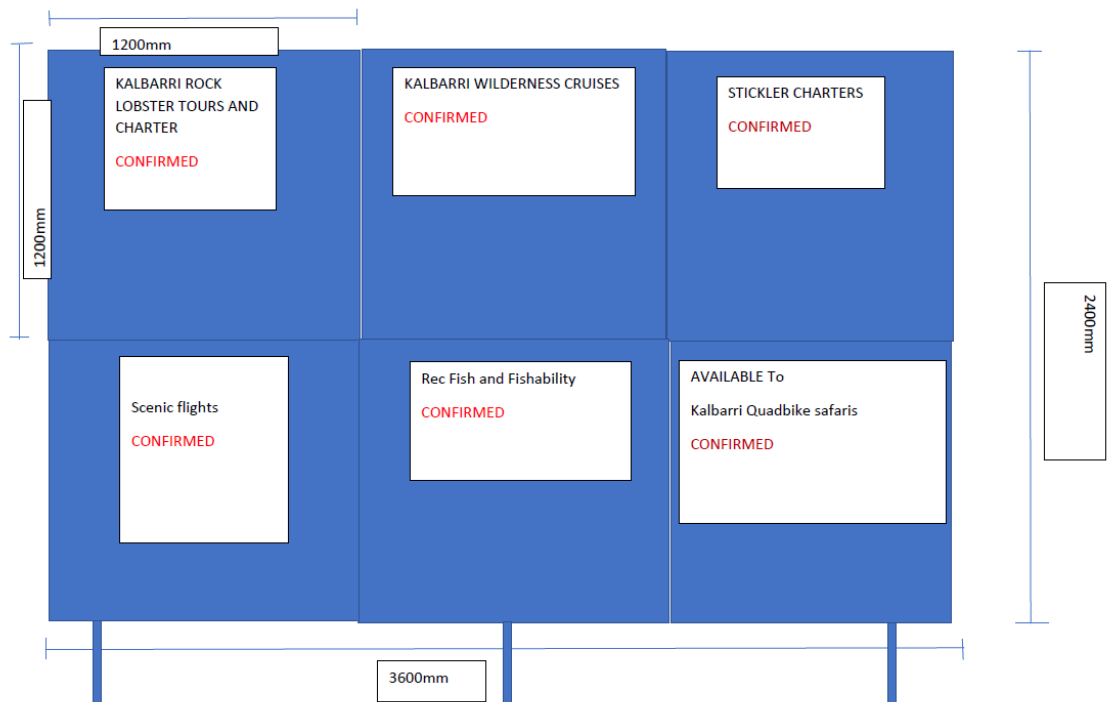 1200mm
KALBARRI ROCK
LOBSTER TOURS AND
CHARTER
CONFIRMED
KALBARRI WILDERNESS CRUISES
CONFIRMED
STICKLER CHARTERS
CONFIRMED
1200mm
2400mm
Scenic flights
CONFIRMED
Rec Fish and Fishability
CONFIRMED
AVAILABLE To
Kalbarri Quadbike safaris
CONFIRMED
3600mm